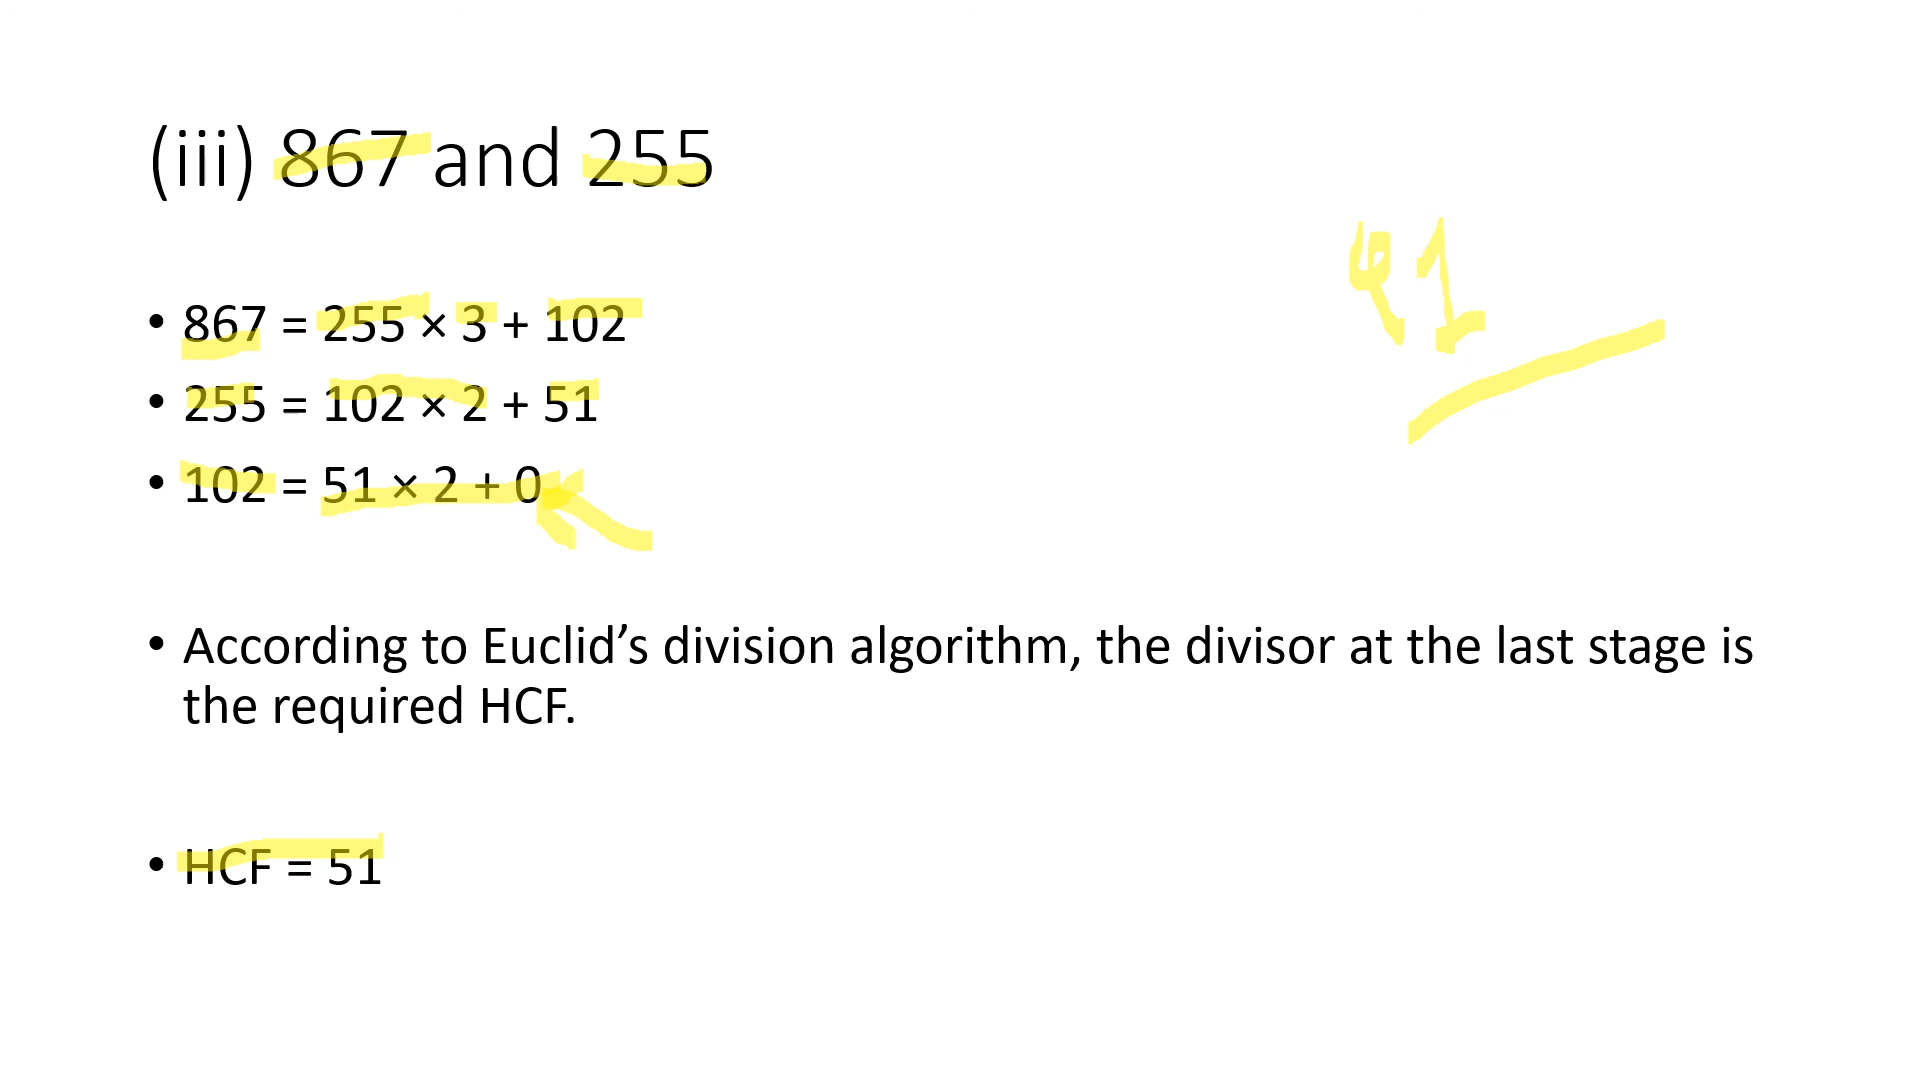 (iii) 867 and 255
• 867 = 255 × 3 + 102
• 255 = 102 × 2 + 51
• 102 = 51 × 2 + 0
• According to Euclid’s division algorithm, the divisor at the last stage is
the required HCF.
• HCF = 51